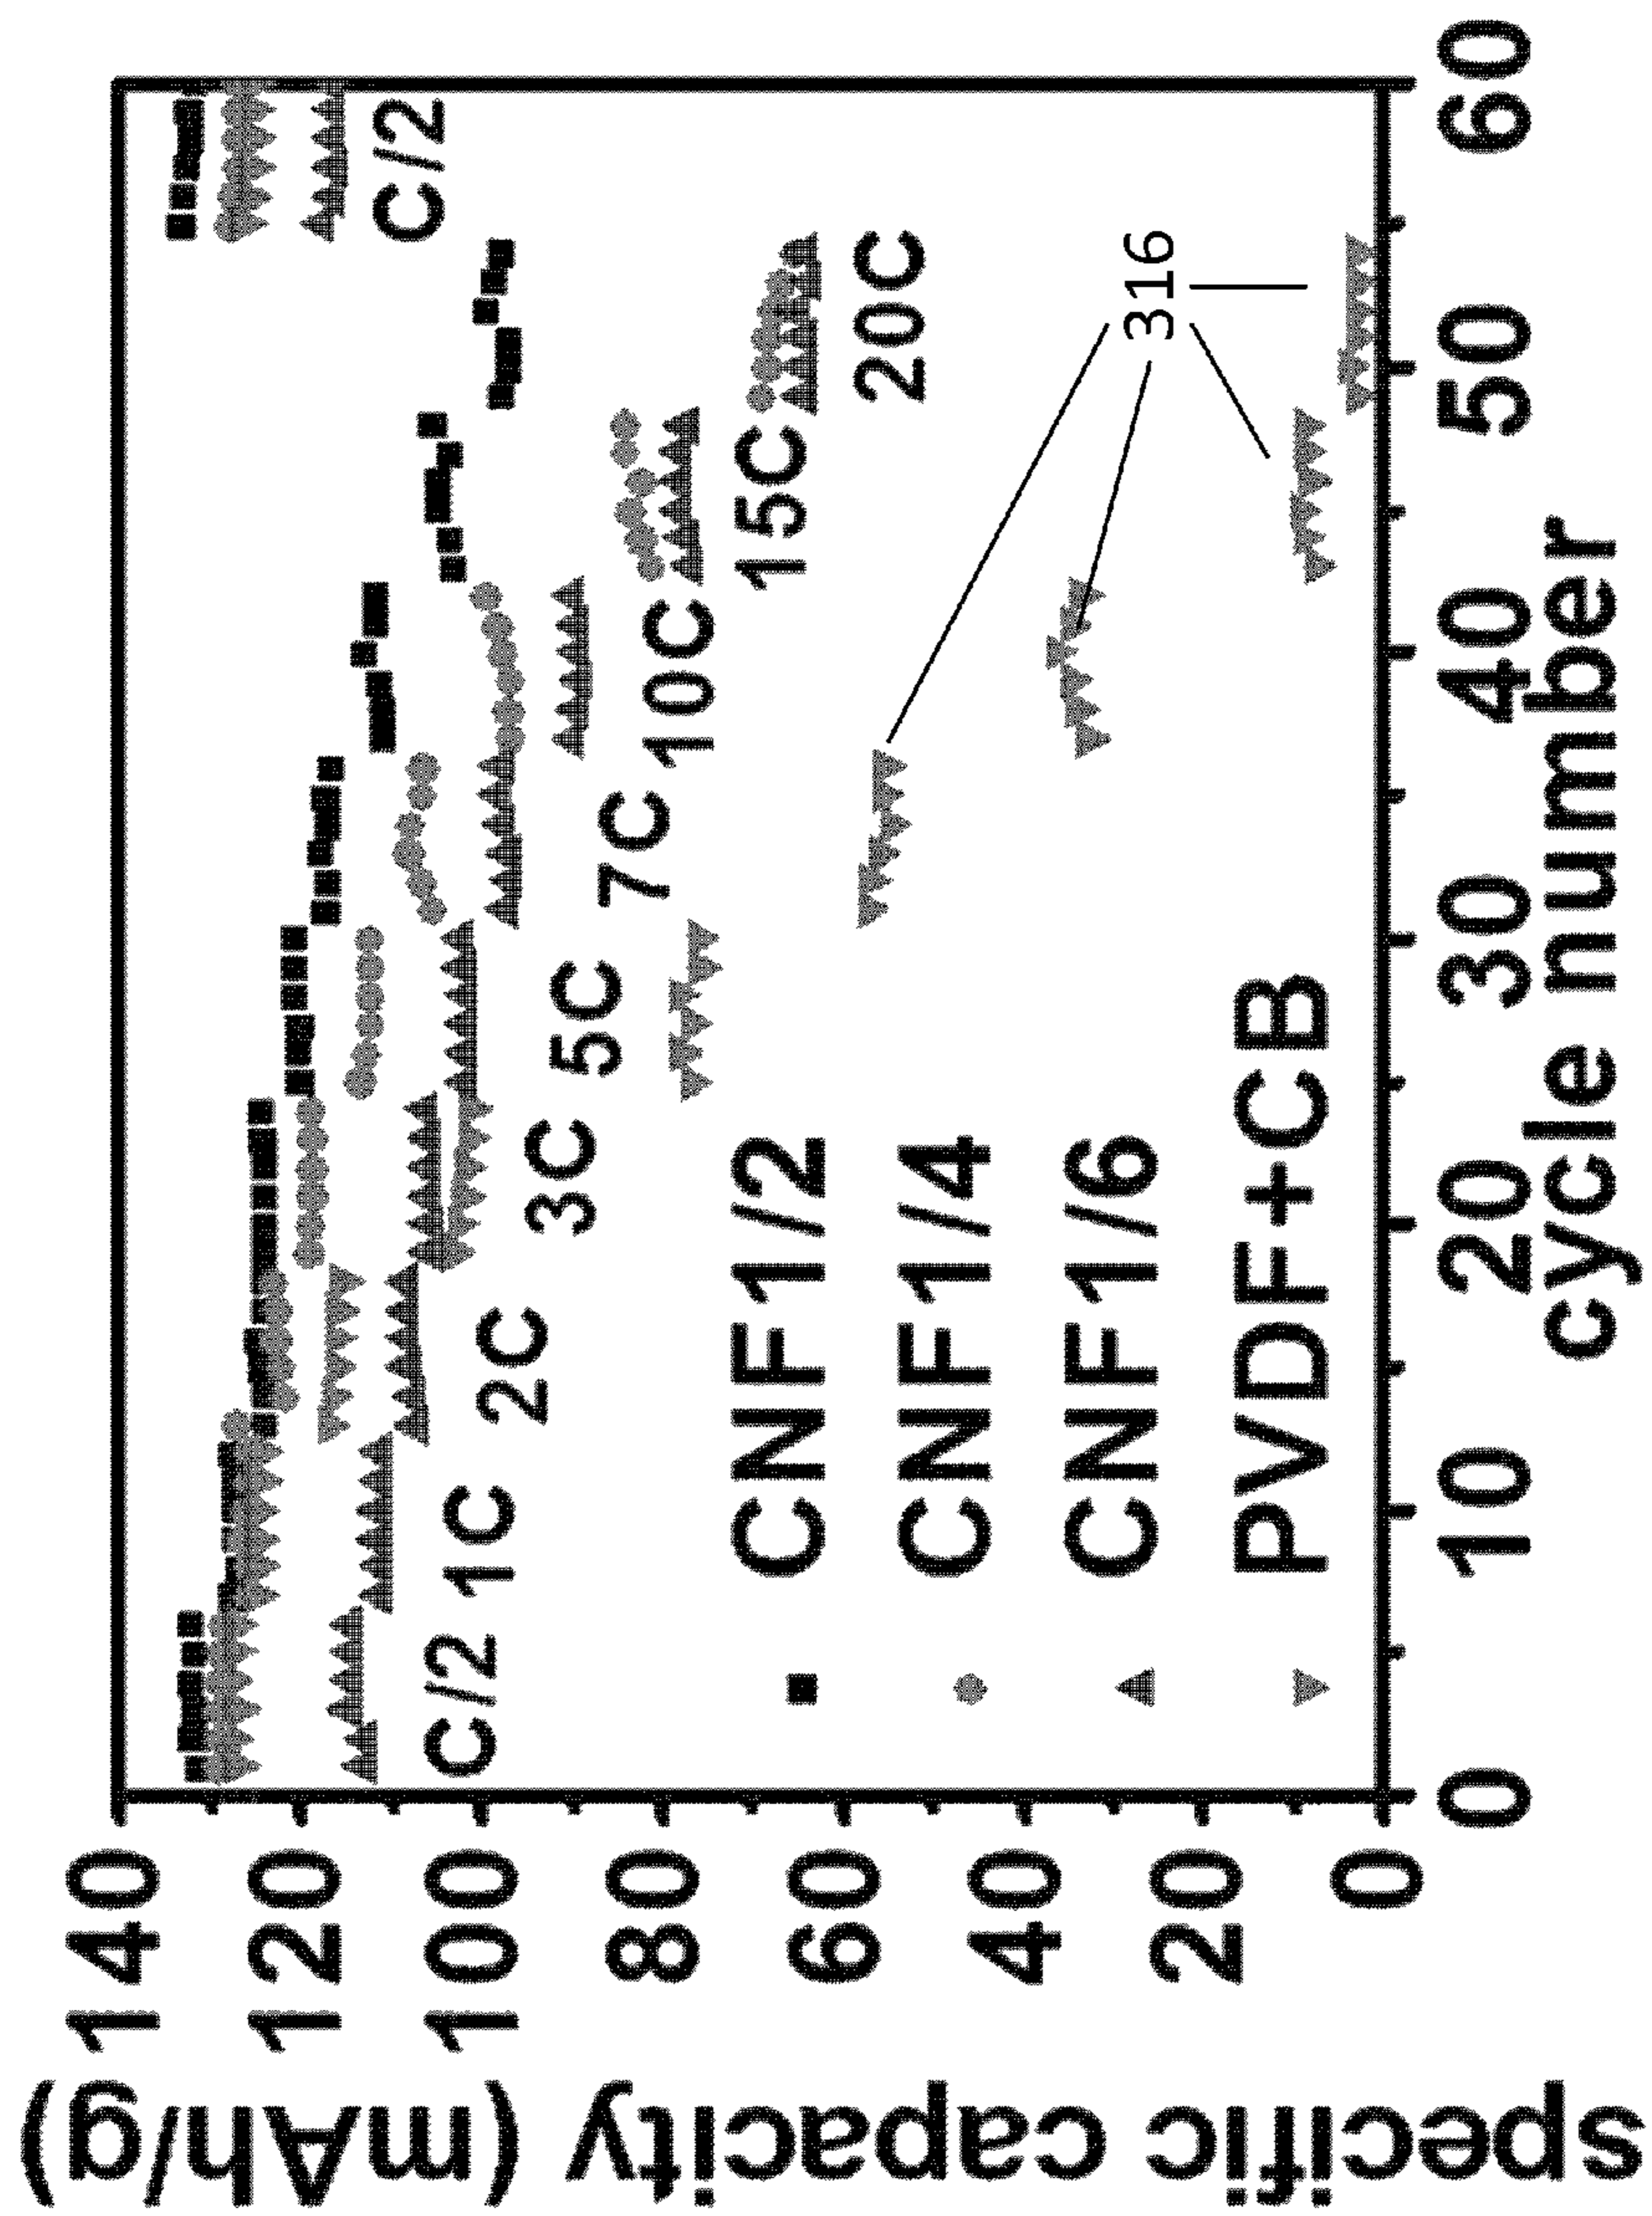 specific capacity (mAh/g)
140
120
100
80
60
40
20
0
C/2
1C
2C
3C
5C
7C
10C
15C
20C
C/2
316
CNF1/2
CNF1/4
CNF1/6
PVDF+CB
0
10
20
30
40
50
60
cycle number